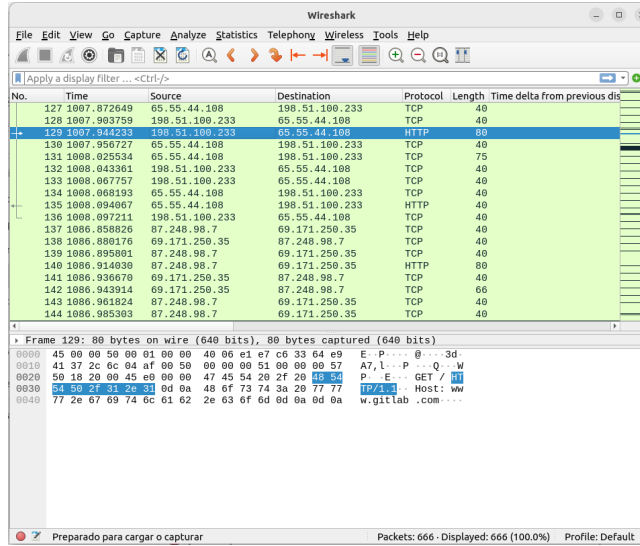 Wireshark
File Edit View Go Capture Analyze Statistics Telephony Wireless Tools Help
Apply a display filter ... <Ctrl-/>
No. Time Source Destination Protocol Length Time delta from previous dis
127 1007.872649 65.55.44.108 198.51.100.233 TCP 40
128 1007.903759 198.51.100.233 65.55.44.108 TCP 40
129 1007.944233 198.51.100.233 65.55.44.108 HTTP 80
130 1007.956727 65.55.44.108 198.51.100.233 TCP 40
131 1008.025534 65.55.44.108 198.51.100.233 TCP 75
132 1008.043361 198.51.100.233 65.55.44.108 TCP 40
133 1008.067757 198.51.100.233 65.55.44.108 TCP 40
134 1008.068193 65.55.44.108 198.51.100.233 TCP 40
135 1008.094067 65.55.44.108 198.51.100.233 HTTP 40
136 1008.097211 198.51.100.233 65.55.44.108 TCP 40
137 1086.858826 69.171.250.35 87.248.98.7 TCP 40
138 1086.880176 69.171.250.35 87.248.98.7 TCP 40
139 1086.895801 87.248.98.7 69.171.250.35 TCP 40
140 1086.914030 87.248.98.7 69.171.250.35 HTTP 80
141 1086.936670 87.248.98.7 69.171.250.35 TCP 40
142 1086.943914 87.248.98.7 69.171.250.35 TCP 66
143 1086.961824 87.248.98.7 69.171.250.35 TCP 40
144 1086.985303 87.248.98.7 69.171.250.35 TCP 40
Frame 129: 80 bytes on wire (640 bits), 80 bytes captured (640 bits)
0000 45 00 00 50 00 01 00 00 40 06 e1 e7 c6 33 64 e9 E··P···· @····3d·
0010 41 37 2c 6c 04 af 00 50 00 00 00 51 00 00 00 57 A7,l···P ···Q···W
0020 50 18 20 00 45 e0 00 00 47 45 54 20 2f 20 48 54 P· ·E··· GET / HT
0030 54 50 2f 31 2e 31 0d 0a 48 6f 73 74 3a 20 77 77 TP/1.1·· Host: ww
0040 77 2e 67 69 74 6c 61 62 2e 63 6f 6d 0d 0a 0d 0a w.gitlab .com····
Preparado para cargar o capturar Packets: 666 · Displayed: 666 (100.0%) Profile: Default